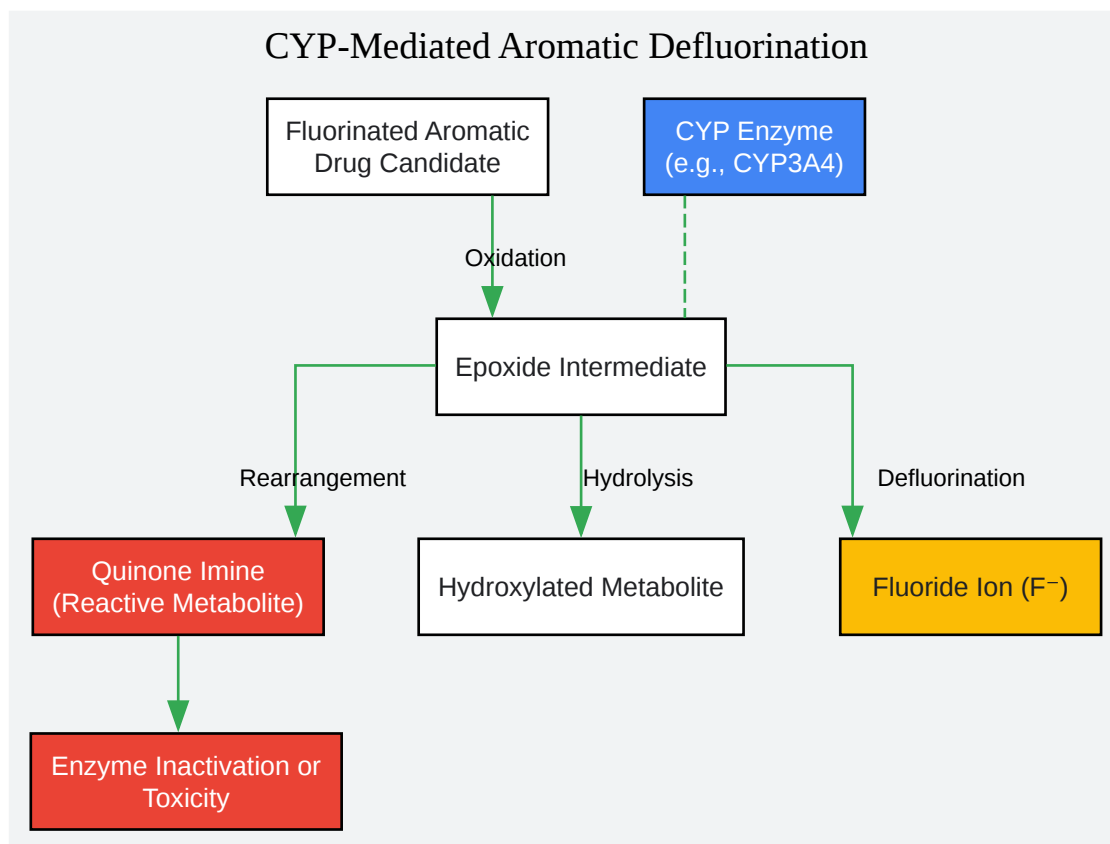 CYP-Mediated Aromatic Defluorination
Fluorinated Aromatic
Drug Candidate
CYP Enzyme
(e.g., CYP3A4)
Oxidation
Epoxide Intermediate
Rearrangement
Hydrolysis
Defluorination
Quinone Imine
(Reactive Metabolite)
Hydroxylated Metabolite
Fluoride Ion (F⁻)
Enzyme Inactivation or
Toxicity